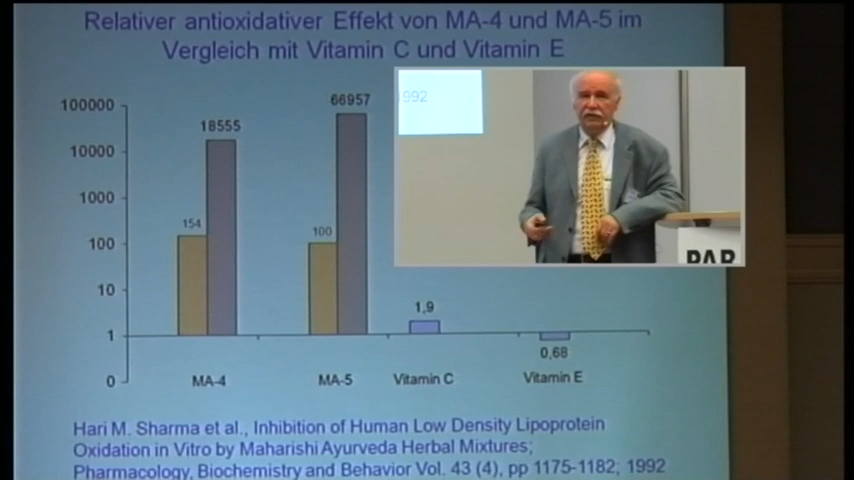 Relativer antioxidativer Effekt von MA-4 und MA-5 im
Vergleich mit Vitamin C und Vitamin E
1992
100000
10000
1000
100
10
1
0
154
18555
100
66957
1,9
0,68
MA-4
MA-5
Vitamin C
Vitamin E
PAR
Hari M. Sharma et al., Inhibition of Human Low Density Lipoprotein
Oxidation in Vitro by Maharishi Ayurveda Herbal Mixtures;
Pharmacology, Biochemistry and Behavior Vol. 43 (4), pp 1175-1182; 1992